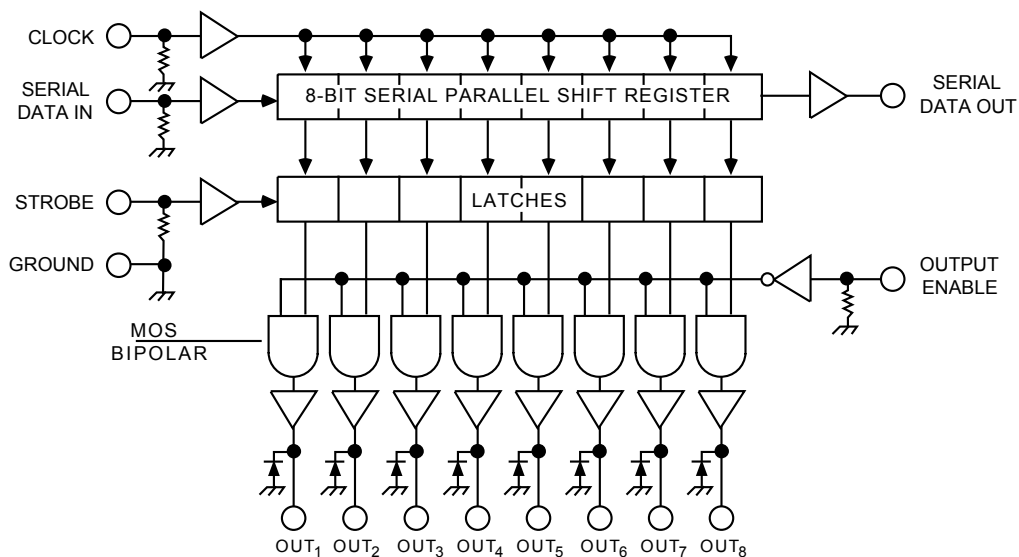 CLOCK
SERIAL
DATA IN
8-BIT SERIAL PARALLEL SHIFT REGISTER
SERIAL
DATA OUT
STROBE
LATCHES
GROUND
OUTPUT
ENABLE
MOS
BIPOLAR
OUT₁ OUT₂ OUT₃ OUT₄ OUT₅ OUT₆ OUT₇ OUT₈